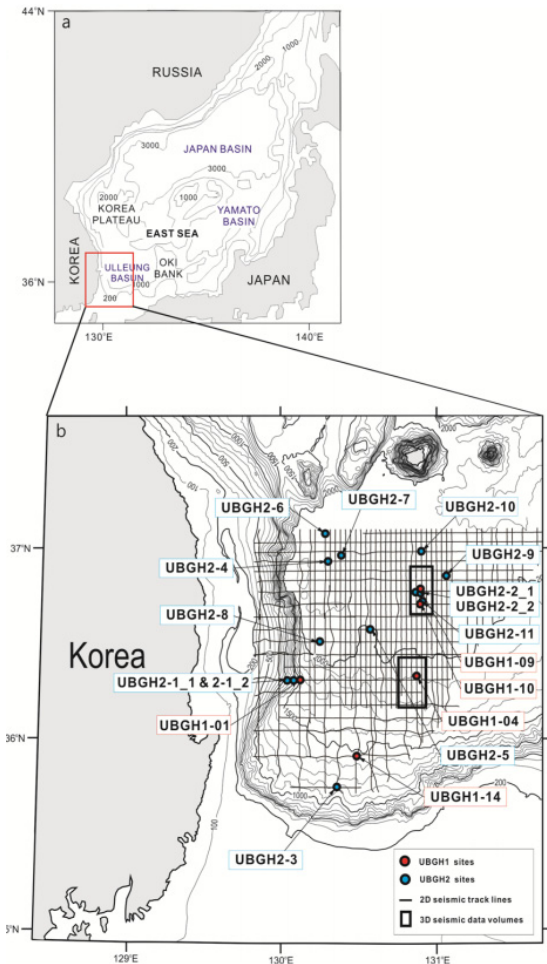 44°N
a
1000
2000
RUSSIA
3000
JAPAN BASIN
3000
2000
1000
KOREA
PLATEAU
YAMATO
BASIN
EAST SEA
KOREA
OKI
BANK
ULLEUNG
BASUN
JAPAN
36°N
1000
200
130°E
140°E
b
2000
UBGH2-7
UBGH2-6
UBGH2-10
37°N
UBGH2-9
UBGH2-4
UBGH2-2_1
UBGH2-2_2
UBGH2-8
UBGH2-11
Korea
UBGH1-09
UBGH2-1_1 & 2-1_2
UBGH1-10
UBGH1-01
UBGH1-04
36°N
UBGH2-5
UBGH1-14
1000
200
100
UBGH2-3
UBGH1 sites
UBGH2 sites
2D seismic track lines
3D seismic data volumes
5°N
129°E
130°E
131°E